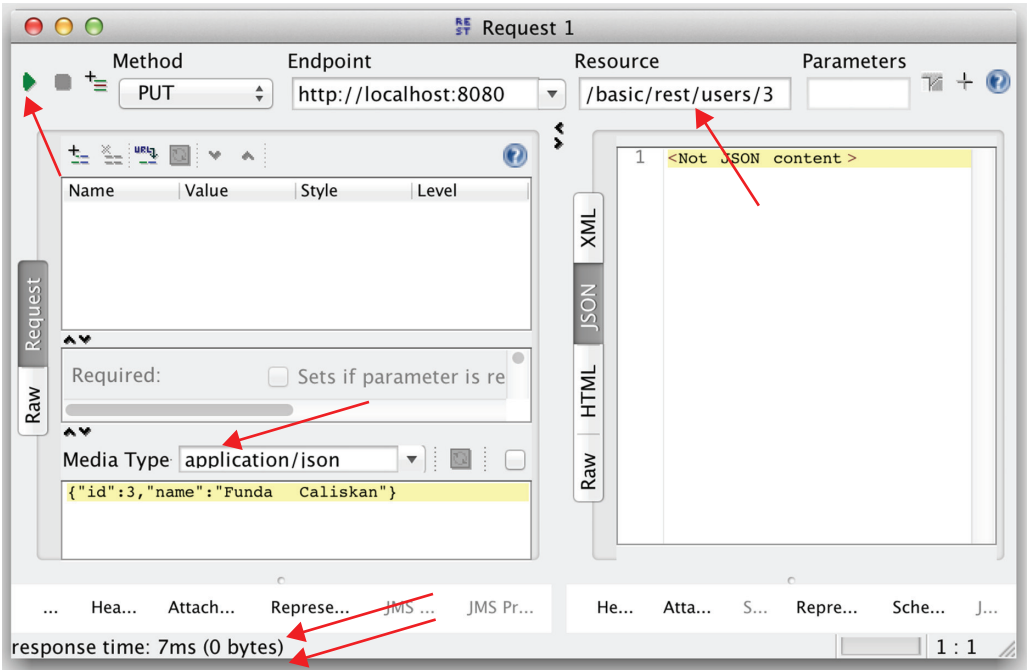 REST Request 1
Method Endpoint Resource Parameters
PUT http://localhost:8080 /basic/rest/users/3
URL
Name Value Style Level
Request
Raw
Required: Sets if parameter is re
Media Type application/json
{"id":3,"name":"Funda Caliskan"}
XML
JSON
HTML
Raw
1 <Not JSON content>
... Hea... Attach... Represe... JMS ... JMS Pr...
He... Atta... S... Repre... Sche... J...
response time: 7ms (0 bytes)
1 : 1